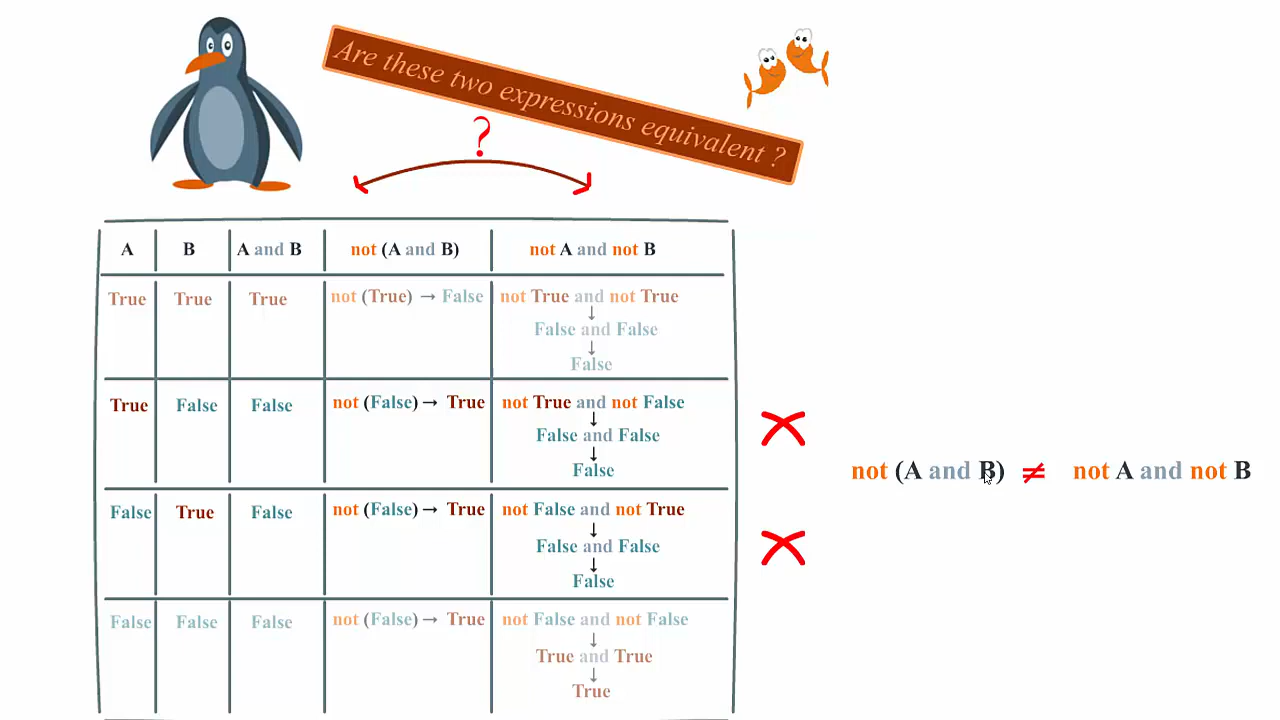 Are these two expressions equivalent ?
?
A B A and B not (A and B) not A and not B
True True True not (True) → False not True and not True
↓
False and False
↓
False
True False False not (False) → True not True and not False
↓
False and False
↓
False
not (A and B) ≠ not A and not B
False True False not (False) → True not False and not True
↓
False and False
↓
False
False False False not (False) → True not False and not False
↓
True and True
↓
True